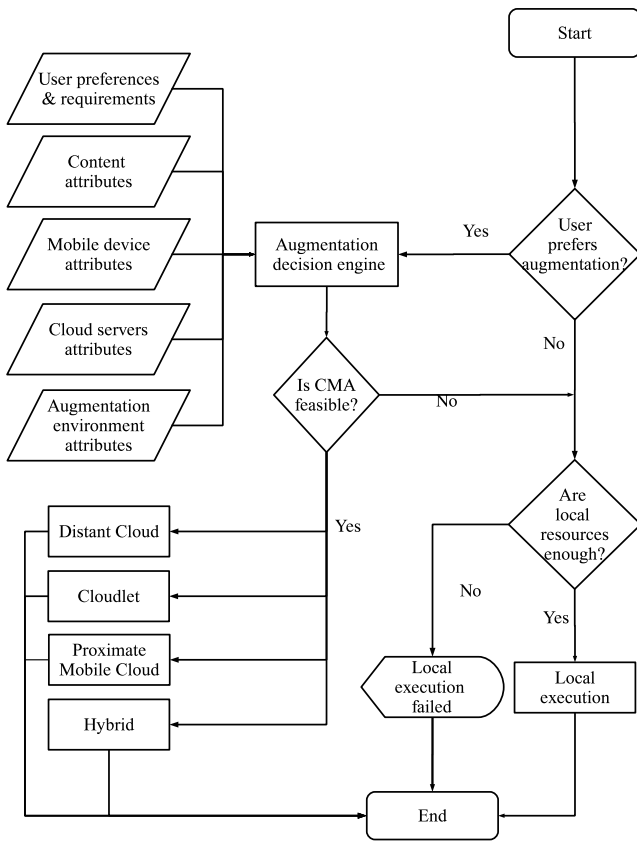 Start
User preferences
& requirements
Content
attributes
Mobile device
attributes
Cloud servers
attributes
Augmentation
environment
attributes
Augmentation
decision engine
Yes
User
prefers
augmentation?
No
Is CMA
feasible?
No
Yes
Are
local
resources
enough?
No
Yes
Distant Cloud
Cloudlet
Proximate
Mobile Cloud
Hybrid
Local
execution
failed
Local
execution
End